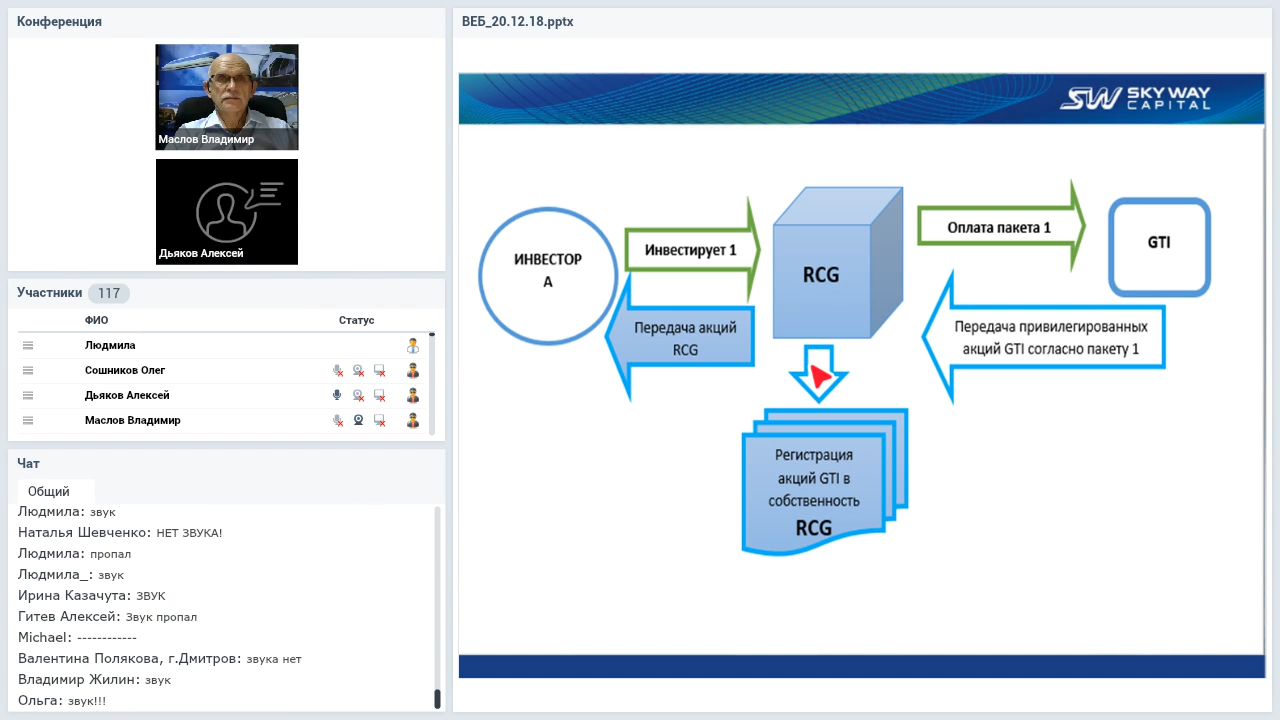 Конференция
Маслов Владимир
Дьяков Алексей
Участники 117
ФИО Статус
Людмила
Сошников Олег
Дьяков Алексей
Маслов Владимир
Чат
Общий
Людмила: звук
Наталья Шевченко: НЕТ ЗВУКА!
Людмила: пропал
Людмила_: звук
Ирина Казачута: ЗВУК
Гитев Алексей: Звук пропал
Michael: ------------
Валентина Полякова, г.Дмитров: звука нет
Владимир Жилин: звук
Ольга: звук!!!
ВЕБ_20.12.18.pptx
SW SKY WAY
CAPITAL
ИНВЕСТОР
А
Инвестирует 1
Передача акций
RCG
RCG
Оплата пакета 1
GTI
Передача привилегированных
акций GTI согласно пакету 1
Регистрация
акций GTI в
собственность
RCG